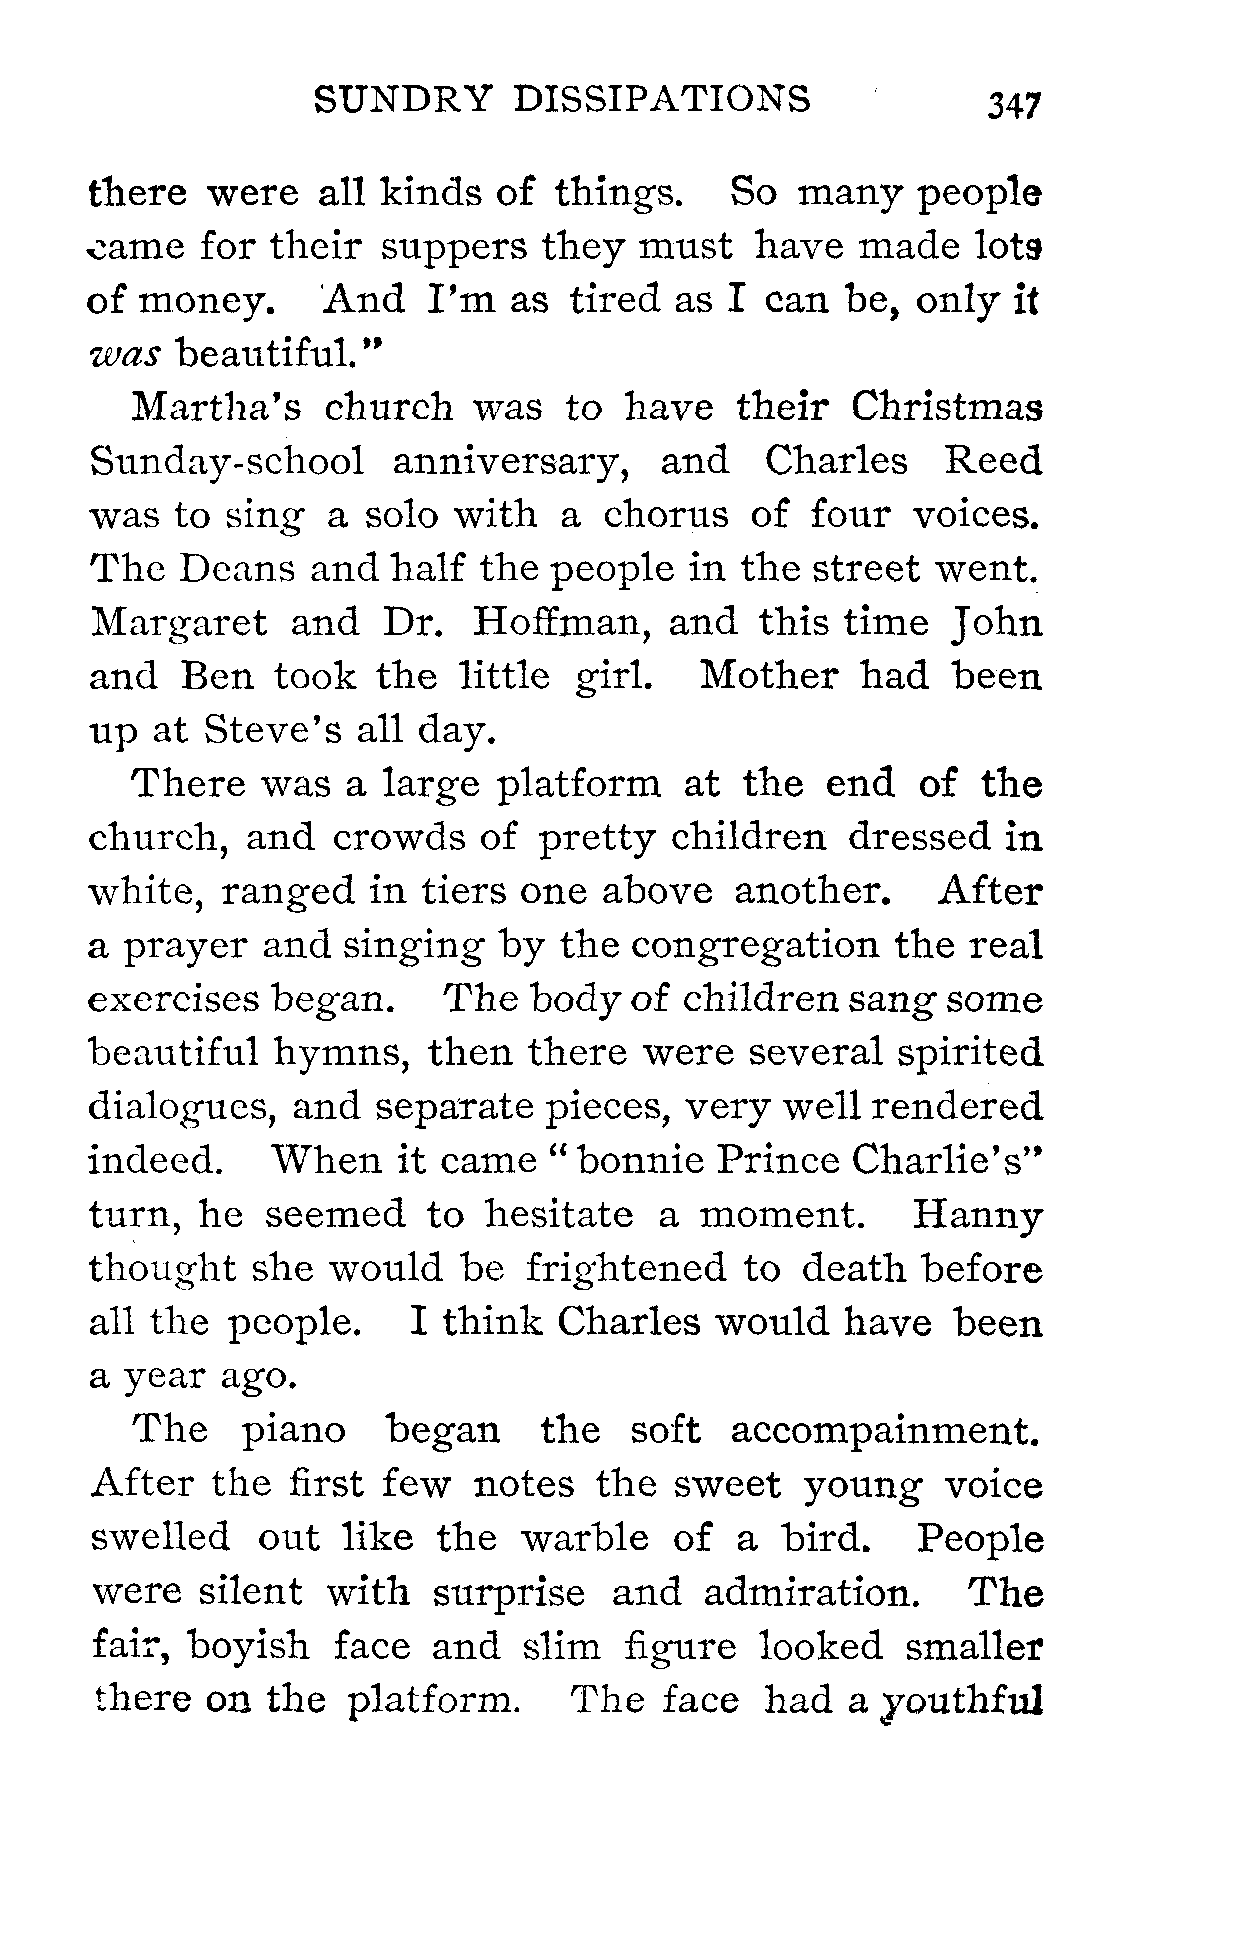 SUNDRY DISSIPATIONS 347
there were all kinds of things. So many people
came for their suppers they must have made lots
of money. And I'm as tired as I can be, only it
was beautiful."
Martha's church was to have their Christmas
Sunday-school anniversary, and Charles Reed
was to sing a solo with a chorus of four voices.
The Deans and half the people in the street went.
Margaret and Dr. Hoffman, and this time John
and Ben took the little girl. Mother had been
up at Steve's all day.
There was a large platform at the end of the
church, and crowds of pretty children dressed in
white, ranged in tiers one above another. After
a prayer and singing by the congregation the real
exercises began. The body of children sang some
beautiful hymns, then there were several spirited
dialogues, and separate pieces, very well rendered
indeed. When it came "bonnie Prince Charlie's"
turn, he seemed to hesitate a moment. Hanny
thought she would be frightened to death before
all the people. I think Charles would have been
a year ago.
The piano began the soft accompainment.
After the first few notes the sweet young voice
swelled out like the warble of a bird. People
were silent with surprise and admiration. The
fair, boyish face and slim figure looked smaller
there on the platform. The face had a youthful